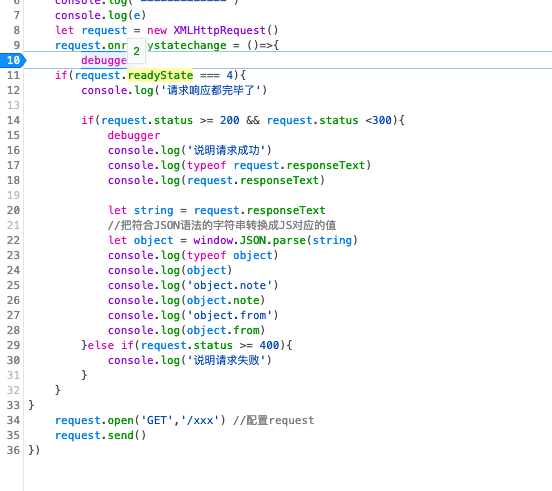 6 console.log('=============')
7 console.log(e)
8 let request = new XMLHttpRequest()
9 request.onreadystatechange = ()=>{
2
10 debugge
11 if(request.readyState === 4){
12 console.log('请求响应都完毕了')
13
14 if(request.status >= 200 && request.status <300){
15 debugger
16 console.log('说明请求成功')
17 console.log(typeof request.responseText)
18 console.log(request.responseText)
19
20 let string = request.responseText
21 //把符合JSON语法的字符串转换成JS对应的值
22 let object = window.JSON.parse(string)
23 console.log(typeof object)
24 console.log(object)
25 console.log('object.note')
26 console.log(object.note)
27 console.log('object.from')
28 console.log(object.from)
29 }else if(request.status >= 400){
30 console.log('说明请求失败')
31 }
32 }
33 }
34 request.open('GET','/xxx') //配置request
35 request.send()
36 })